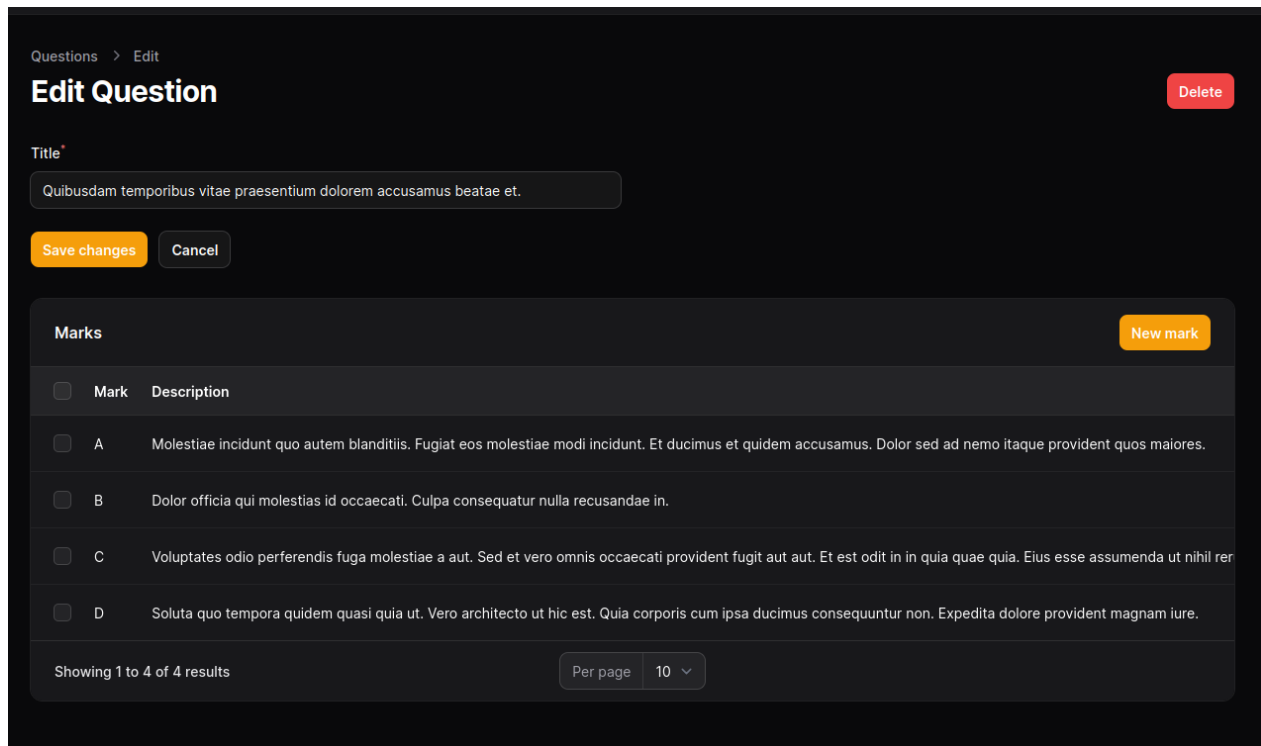 Questions > Edit
Edit Question
Delete
Title*
Quibusdam temporibus vitae praesentium dolorem accusamus beatae et.
Save changes Cancel
Marks New mark
Mark Description
A Molestiae incidunt quo autem blanditiis. Fugiat eos molestiae modi incidunt. Et ducimus et quidem accusamus. Dolor sed ad nemo itaque provident quos maiores.
B Dolor officia qui molestias id occaecati. Culpa consequatur nulla recusandae in.
C Voluptates odio perferendis fuga molestiae a aut. Sed et vero omnis occaecati provident fugit aut aut. Et est odit in in quia quae quia. Eius esse assumenda ut nihil
D Soluta quo tempora quidem quasi quia ut. Vero architecto ut hic est. Quia corporis cum ipsa ducimus consequuntur non. Expedita dolore provident magnam iure.
Showing 1 to 4 of 4 results Per page 10